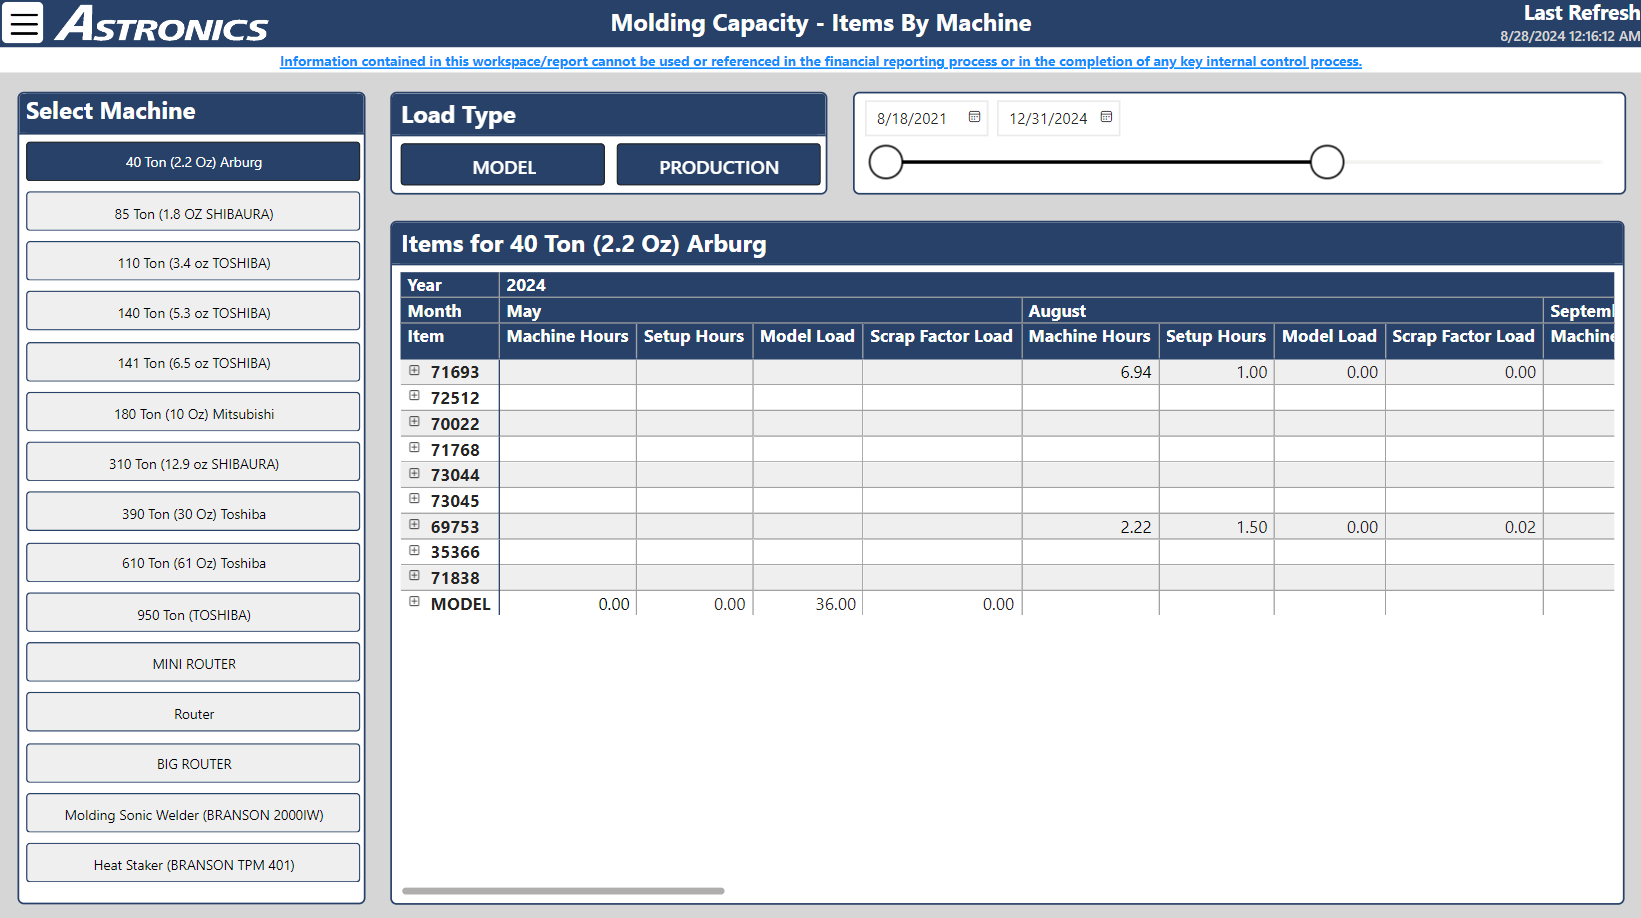 ASTRONICS
Molding Capacity - Items By Machine
Last Refresh
8/28/2024 12:16:12 AM
Information contained in this workspace/report cannot be used or referenced in the financial reporting process or in the completion of any key internal control process.
Select Machine
40 Ton (2.2 Oz) Arburg
85 Ton (1.8 OZ SHIBAURA)
110 Ton (3.4 oz TOSHIBA)
140 Ton (5.3 oz TOSHIBA)
141 Ton (6.5 oz TOSHIBA)
180 Ton (10 Oz) Mitsubishi
310 Ton (12.9 oz SHIBAURA)
390 Ton (30 Oz) Toshiba
610 Ton (61 Oz) Toshiba
950 Ton (TOSHIBA)
MINI ROUTER
Router
BIG ROUTER
Molding Sonic Welder (BRANSON 2000IW)
Heat Staker (BRANSON TPM 401)
Load Type
MODEL PRODUCTION
8/18/2021 12/31/2024
Items for 40 Ton (2.2 Oz) Arburg
Year 2024
Month May August Septem
Item Machine Hours Setup Hours Model Load Scrap Factor Load Machine Hours Setup Hours Model Load Scrap Factor Load Machine
71693 6.94 1.00 0.00 0.00
72512
70022
71768
73044
73045
69753 2.22 1.50 0.00 0.02
35366
71838
MODEL 0.00 0.00 36.00 0.00